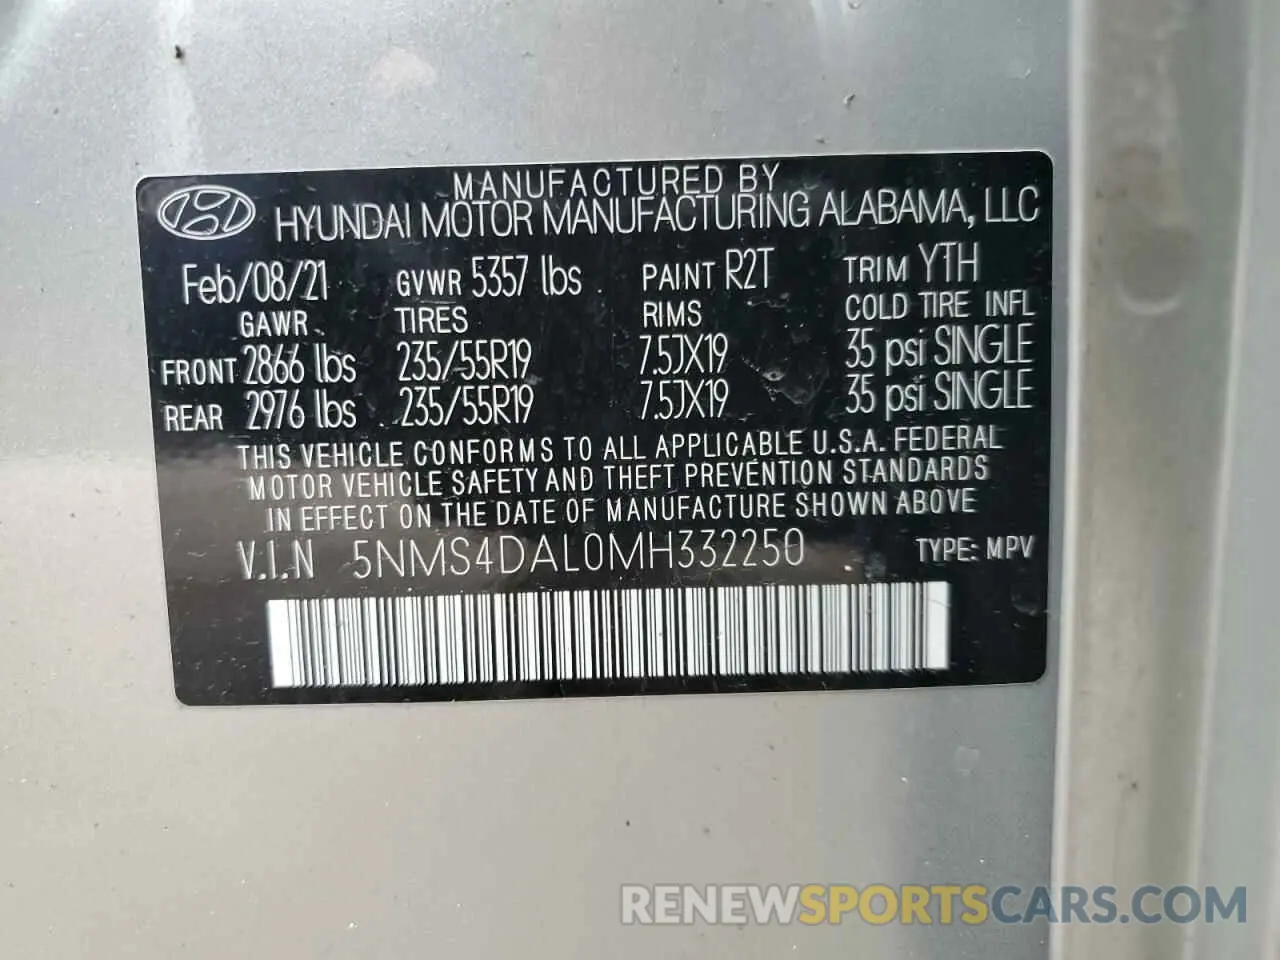 MANUFACTURED BY
HYUNDAI MOTOR MANUFACTURING ALABAMA, LLC
Feb/08/21 GVWR 5357 lbs PAINT R2T TRIM YTH
GAWR TIRES RIMS COLD TIRE INFL
FRONT 2866 lbs 235/55R19 7.5JX19 35 psi SINGLE
REAR 2976 lbs 235/55R19 7.5JX19 35 psi SINGLE
THIS VEHICLE CONFORMS TO ALL APPLICABLE U.S.A. FEDERAL
MOTOR VEHICLE SAFETY AND THEFT PREVENTION STANDARDS
IN EFFECT ON THE DATE OF MANUFACTURE SHOWN ABOVE
V.I.N 5NMS4DAL0MH332250 TYPE: MPV
RENEWSPORTSCARS.COM